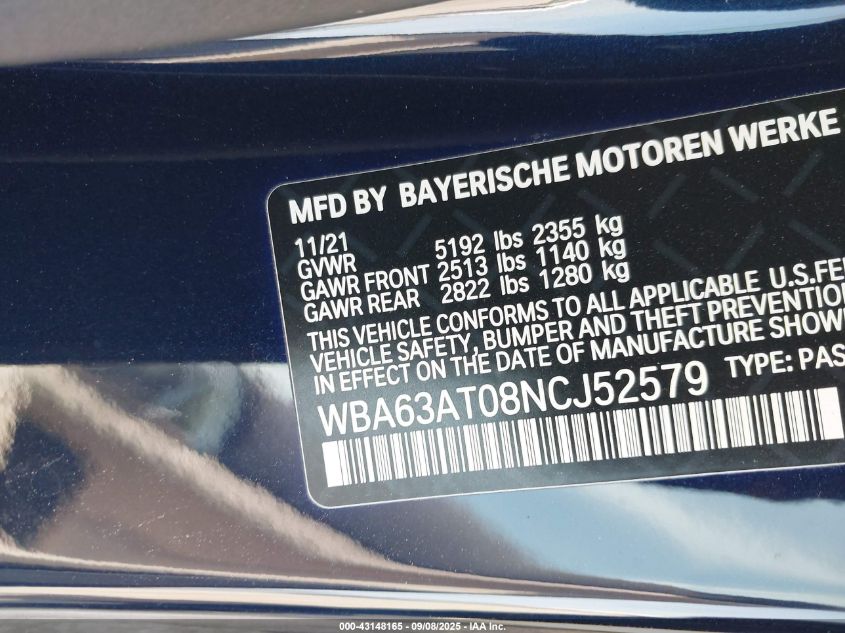 MFD BY BAYERISCHE MOTOREN WERKE
11/21
GVWR 5192 lbs 2355 kg
GAWR FRONT 2513 lbs 1140 kg
GAWR REAR 2822 lbs 1280 kg
THIS VEHICLE CONFORMS TO ALL APPLICABLE U.S.FE
VEHICLE SAFETY, BUMPER AND THEFT PREVENTION
IN EFFECT ON THE DATE OF MANUFACTURE SHOW
WBA63AT08NCJ52579 TYPE: PAS
000-43148165 - 09/08/2025 - IAA Inc.